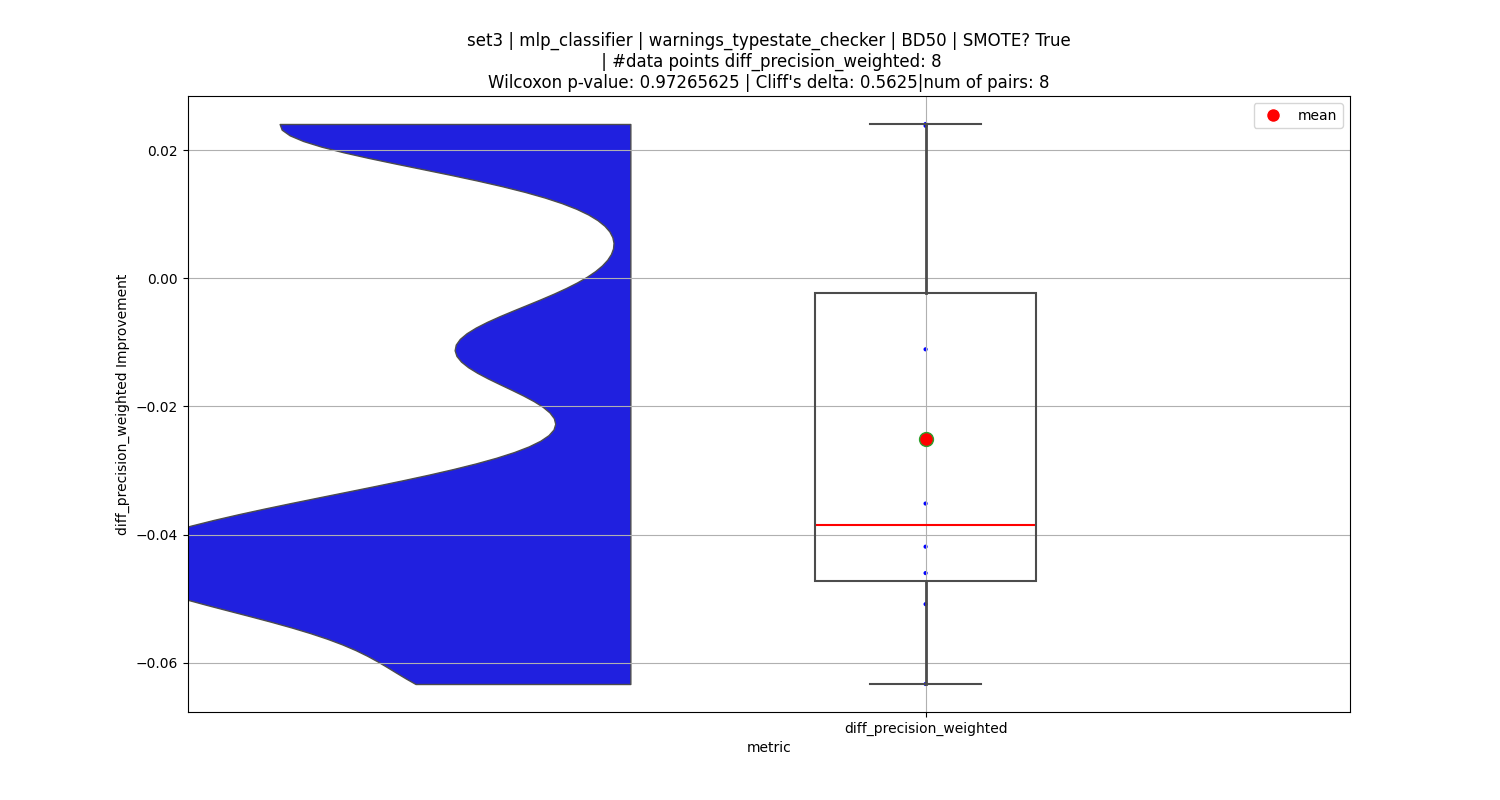 set3 | mlp_classifier | warnings_typestate_checker | BD50 | SMOTE? True
| #data points diff_precision_weighted: 8
Wilcoxon p-value: 0.97265625 | Cliff's delta: 0.5625|num of pairs: 8
mean
0.02
0.00
−0.02
−0.04
−0.06
diff_precision_weighted Improvement
diff_precision_weighted
metric